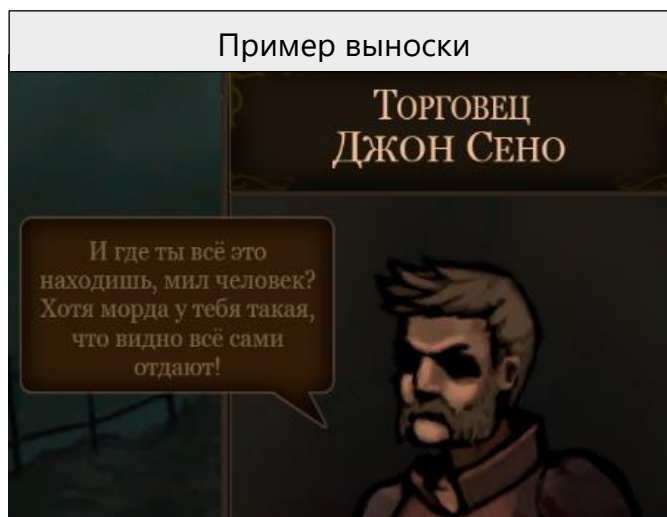 Пример выноски
Торговец
Джон Сено
И где ты всё это
находишь, мил человек?
Хотя морда у тебя такая,
что видно всё сами
отдают!